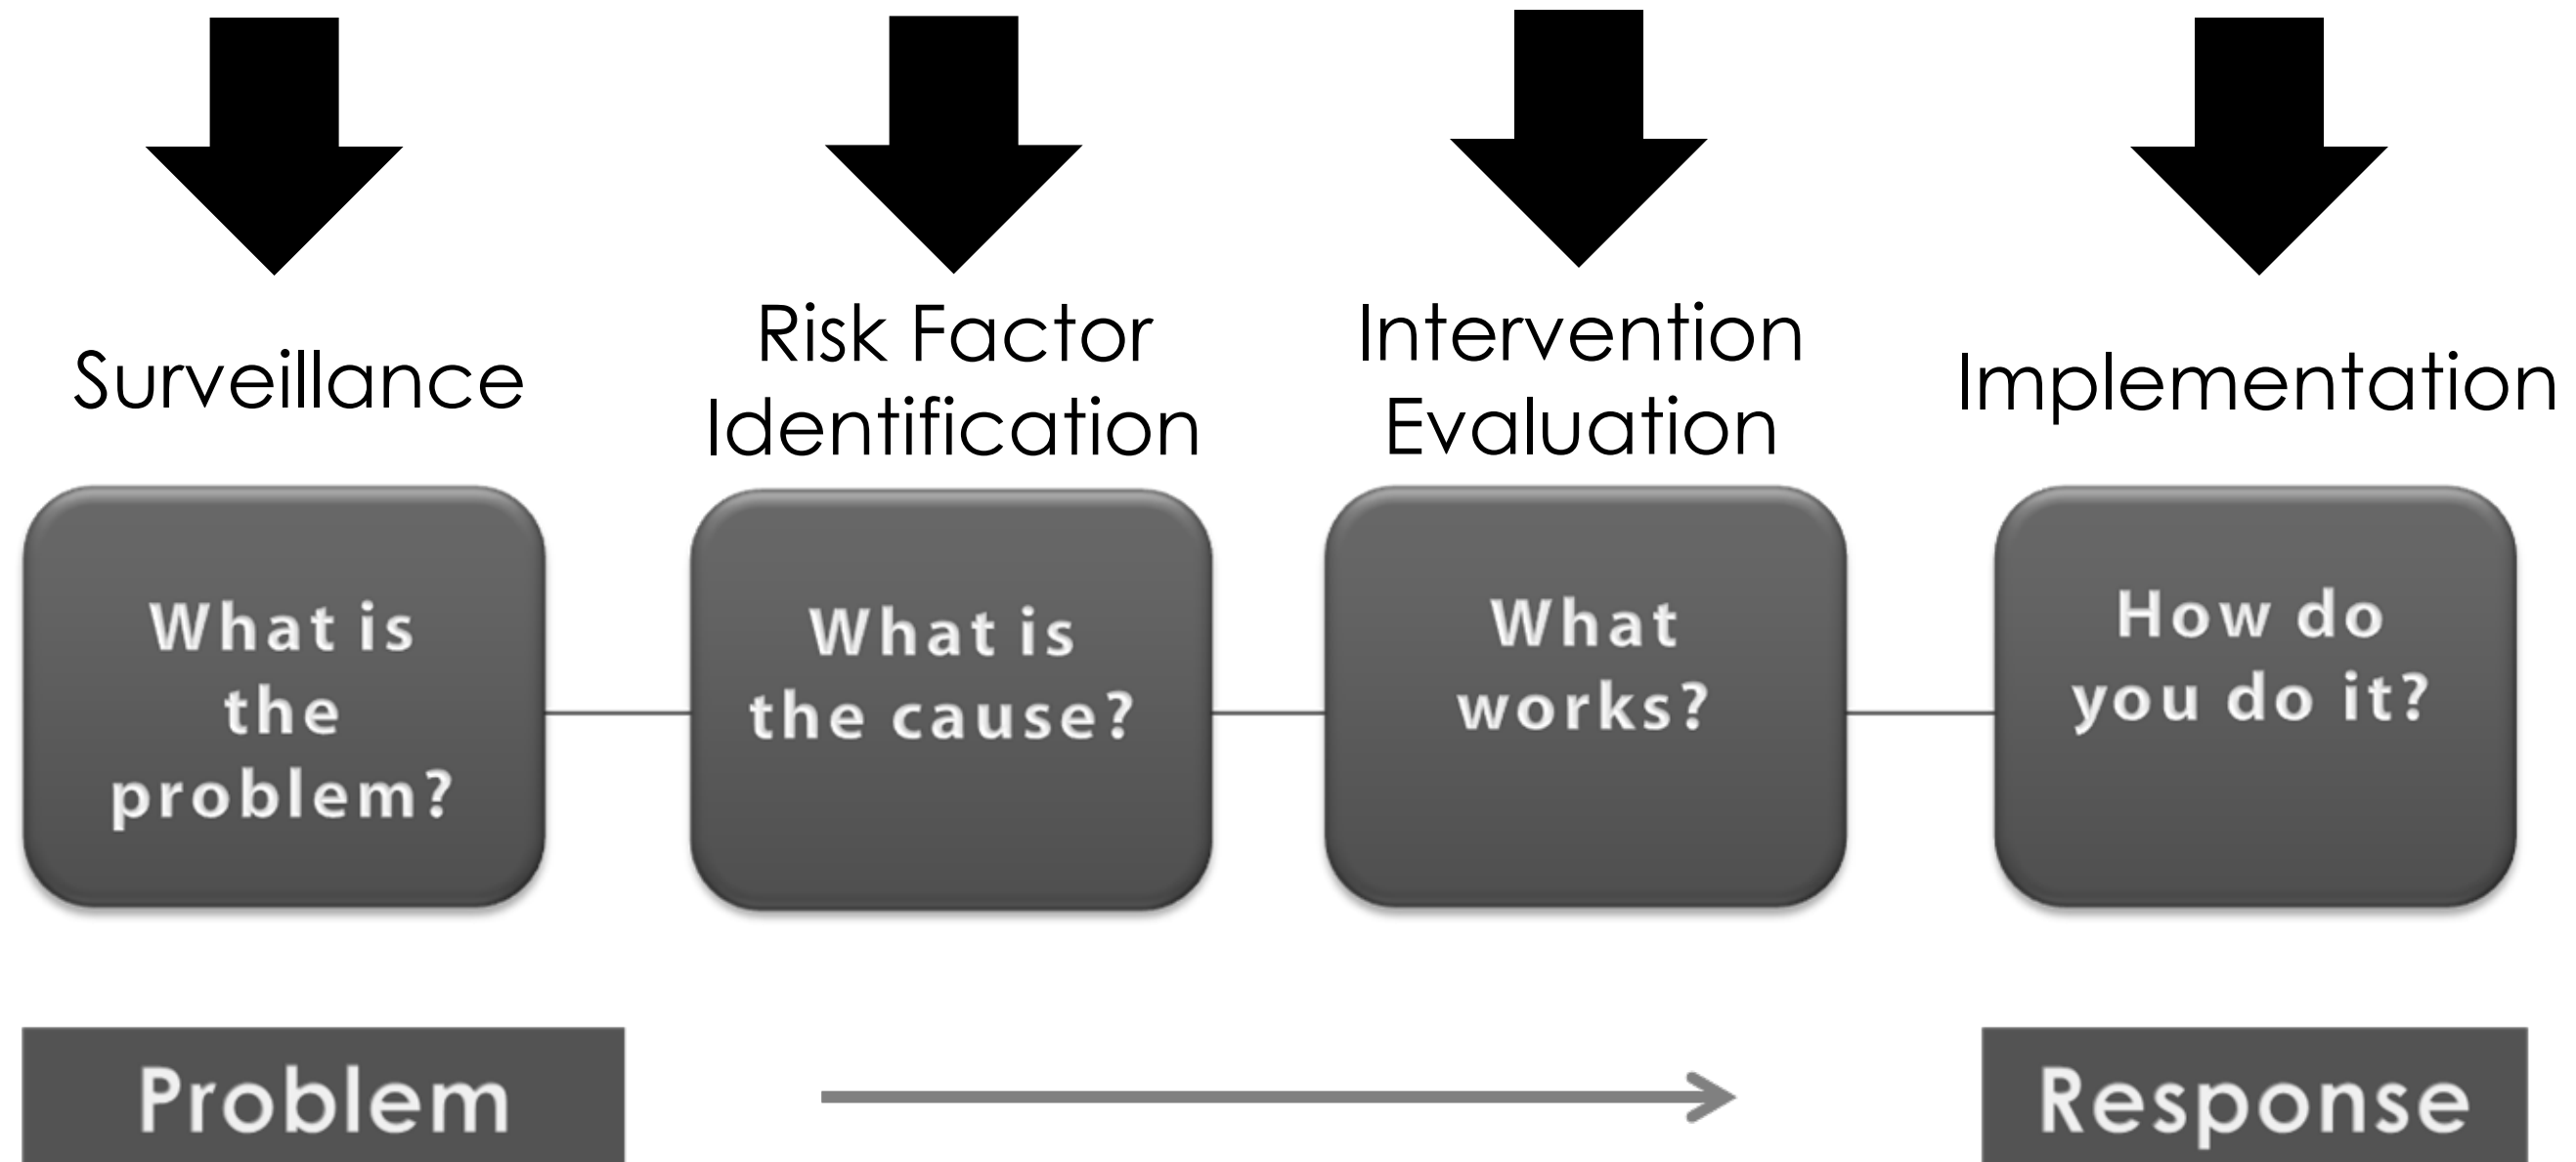 Surveillance
Risk Factor
Identification
Intervention
Evaluation
Implementation
What is
the
problem?
What is
the cause?
What
works?
How do
you do it?
Problem
Response